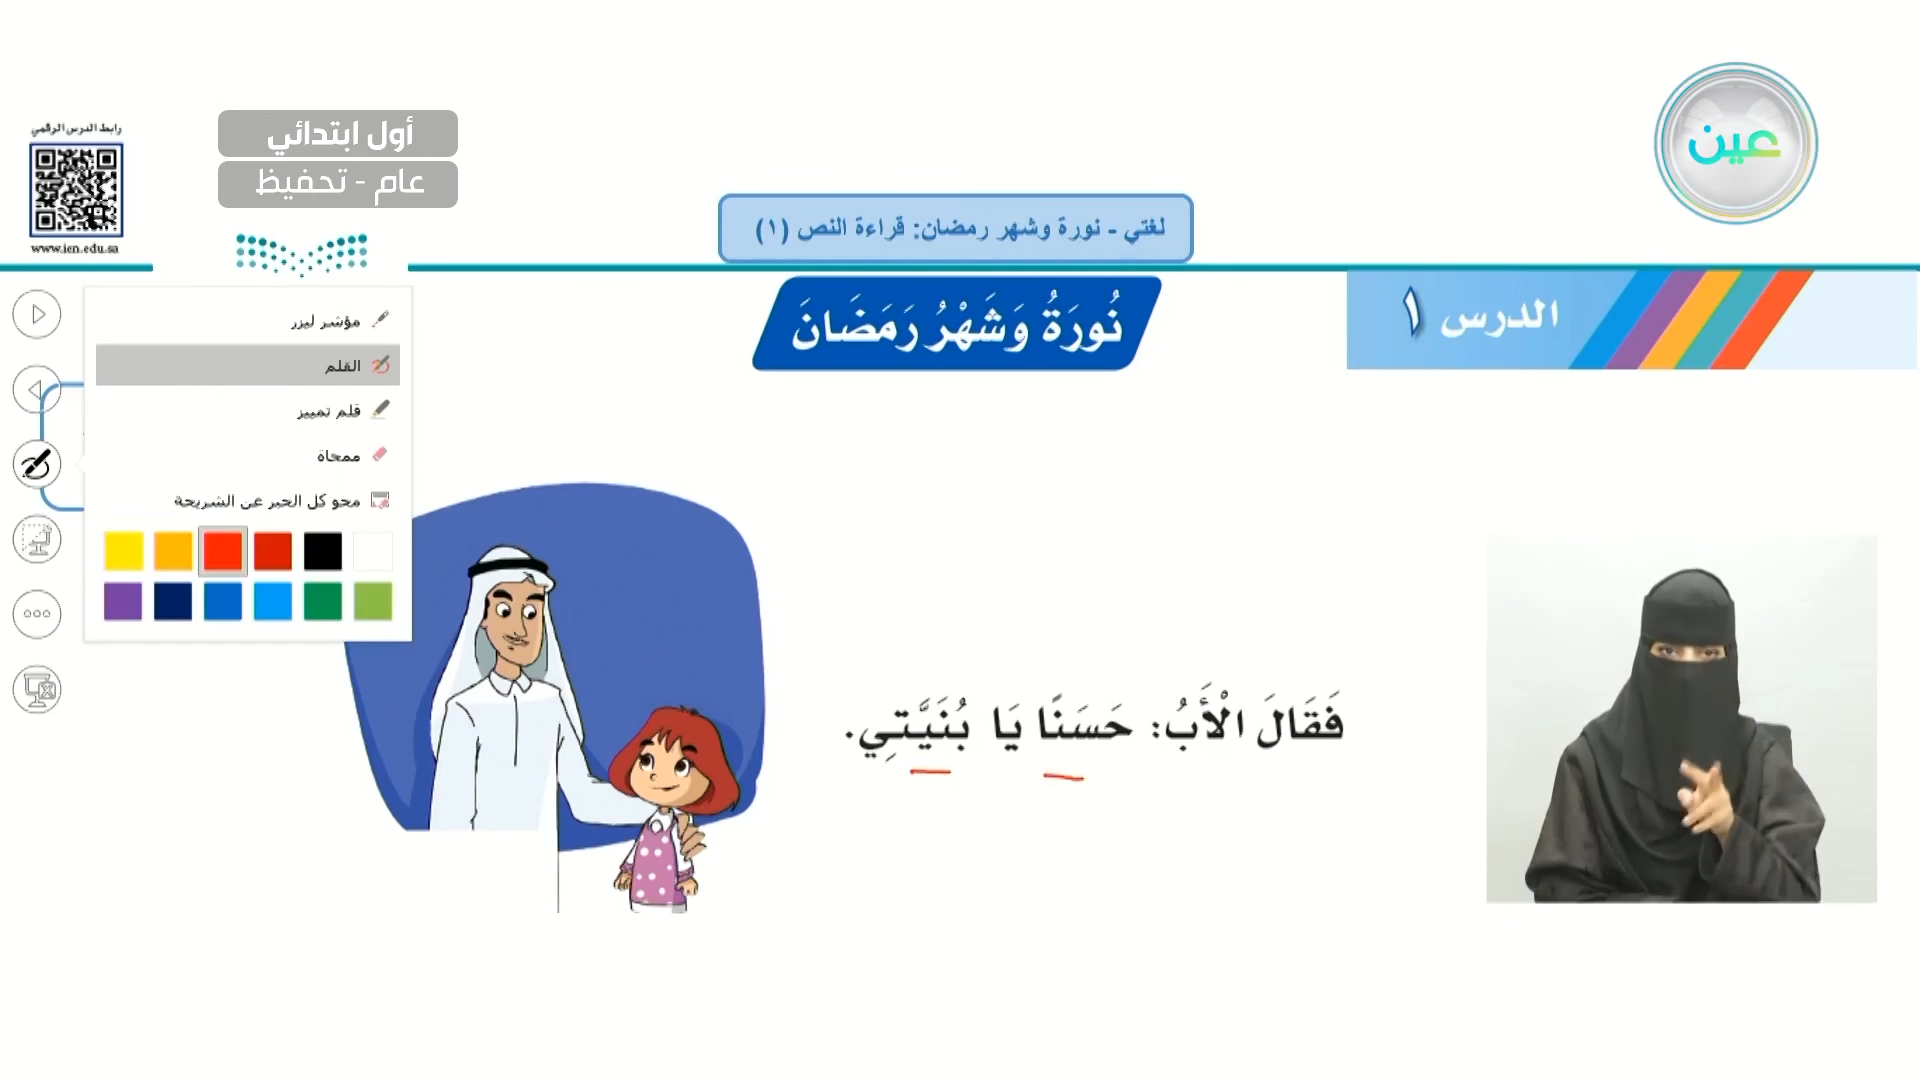 عين
أول ابتدائي
عام - تحفيظ
رابط الدرس الرقمي
www.ien.edu.sa
لغتي - نورة وشهر رمضان: قراءة النص (١)
الدرس ١
نُورَةُ وَشَهْرُ رَمَضَانَ
مؤشر ليزر
القلم
قلم تمييز
ممحاة
محو كل الحبر عن الشريحة
فَقَالَ الْأَبُ: حَسَنًا يَا بُنَيَّتِي.